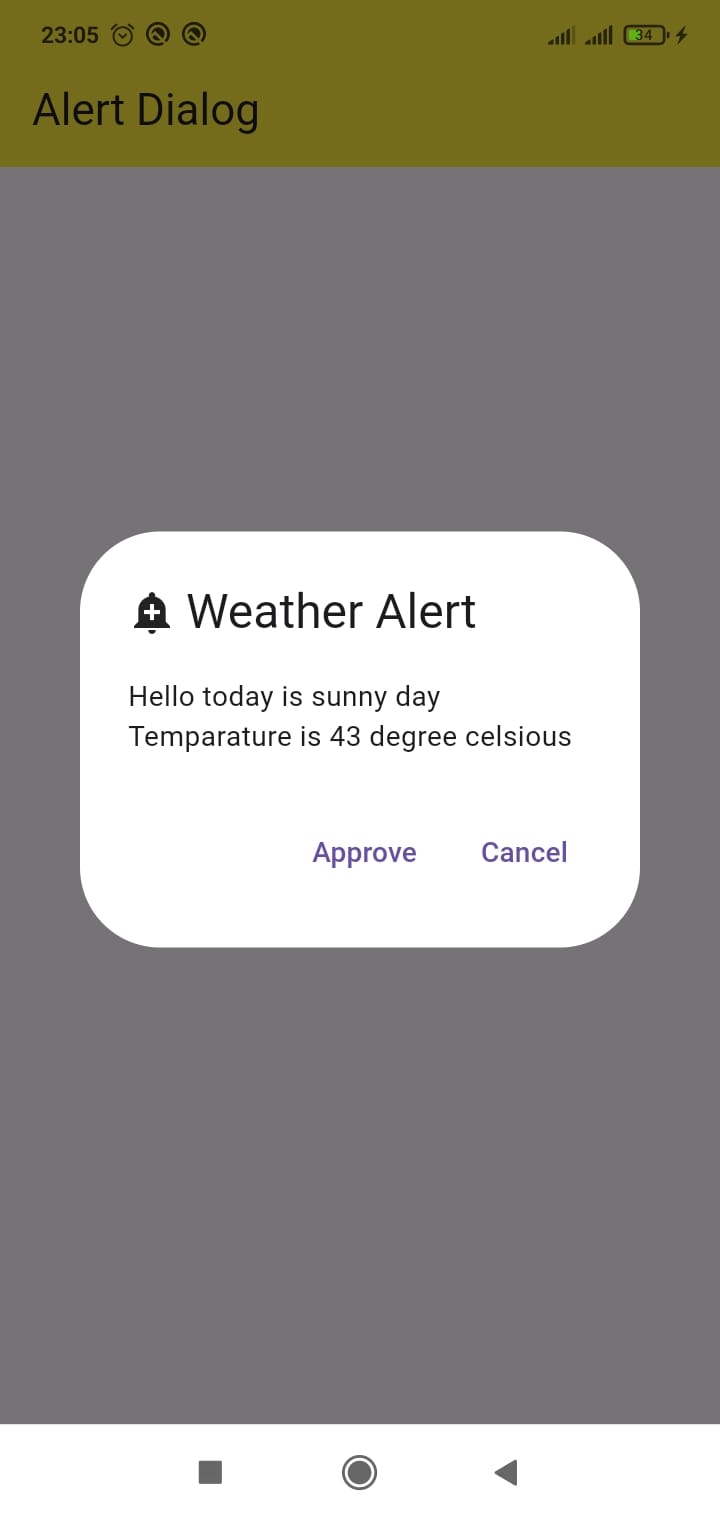 23:05
34
Alert Dialog
Weather Alert
Hello today is sunny day
Temparature is 43 degree celsious
Approve Cancel